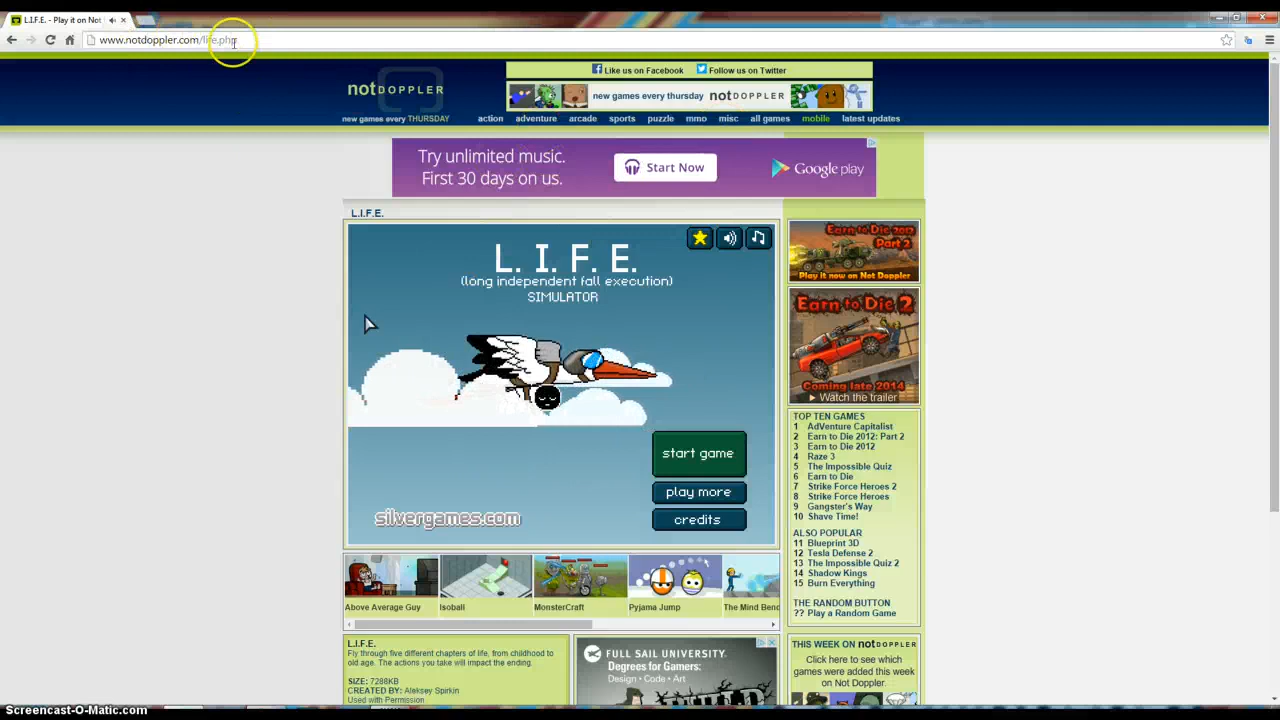 L.I.F.E. - Play it on Not
www.notdoppler.com/life.php
Like us on Facebook
Follow us on Twitter
notDOPPLER
new games every thursday notDOPPLER
new games every THURSDAY
action adventure arcade sports puzzle mmo misc all games mobile latest updates
Try unlimited music.
First 30 days on us.
Start Now
Google play
L.I.F.E.
L. I. F. E.
(long independent fall execution)
SIMULATOR
start game
play more
credits
silvergames.com
Earn to Die 2012
Part 2
Play it now on Not Doppler
Earn to Die 2
Coming late 2014
Watch the trailer
TOP TEN GAMES
1 AdVenture Capitalist
2 Earn to Die 2012: Part 2
3 Earn to Die 2012
4 Raze 3
5 The Impossible Quiz
6 Earn to Die
7 Strike Force Heroes 2
8 Strike Force Heroes
9 Gangster's Way
10 Shave Time!
ALSO POPULAR
11 Blueprint 3D
12 Tesla Defense 2
13 The Impossible Quiz 2
14 Shadow Kings
15 Burn Everything
THE RANDOM BUTTON
?? Play a Random Game
Above Average Guy
Isoball
MonsterCraft
Pyjama Jump
The Mind Bend
L.I.F.E.
Fly through five different chapters of life, from childhood to
old age. The actions you take will impact the ending.
SIZE: 7288KB
CREATED BY: Aleksey Spirkin
Used with Permission
FULL SAIL UNIVERSITY.
Degrees for Gamers:
Design • Code • Art
WILD
THIS WEEK ON notDOPPLER
Click here to see which
games were added this week
on Not Doppler.
Screencast-O-Matic.com